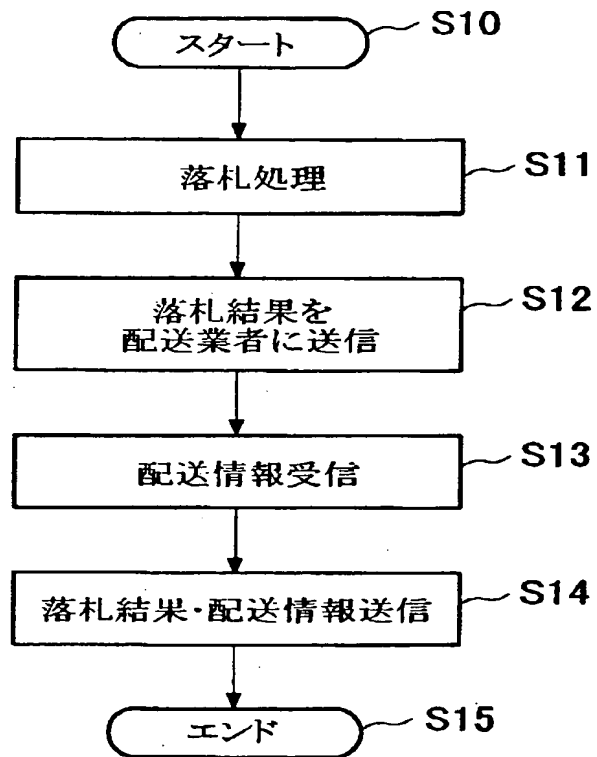 スタート
S10
落札処理
S11
落札結果を
配送業者に送信
S12
配送情報受信
S13
落札結果・配送情報送信
S14
エンド
S15